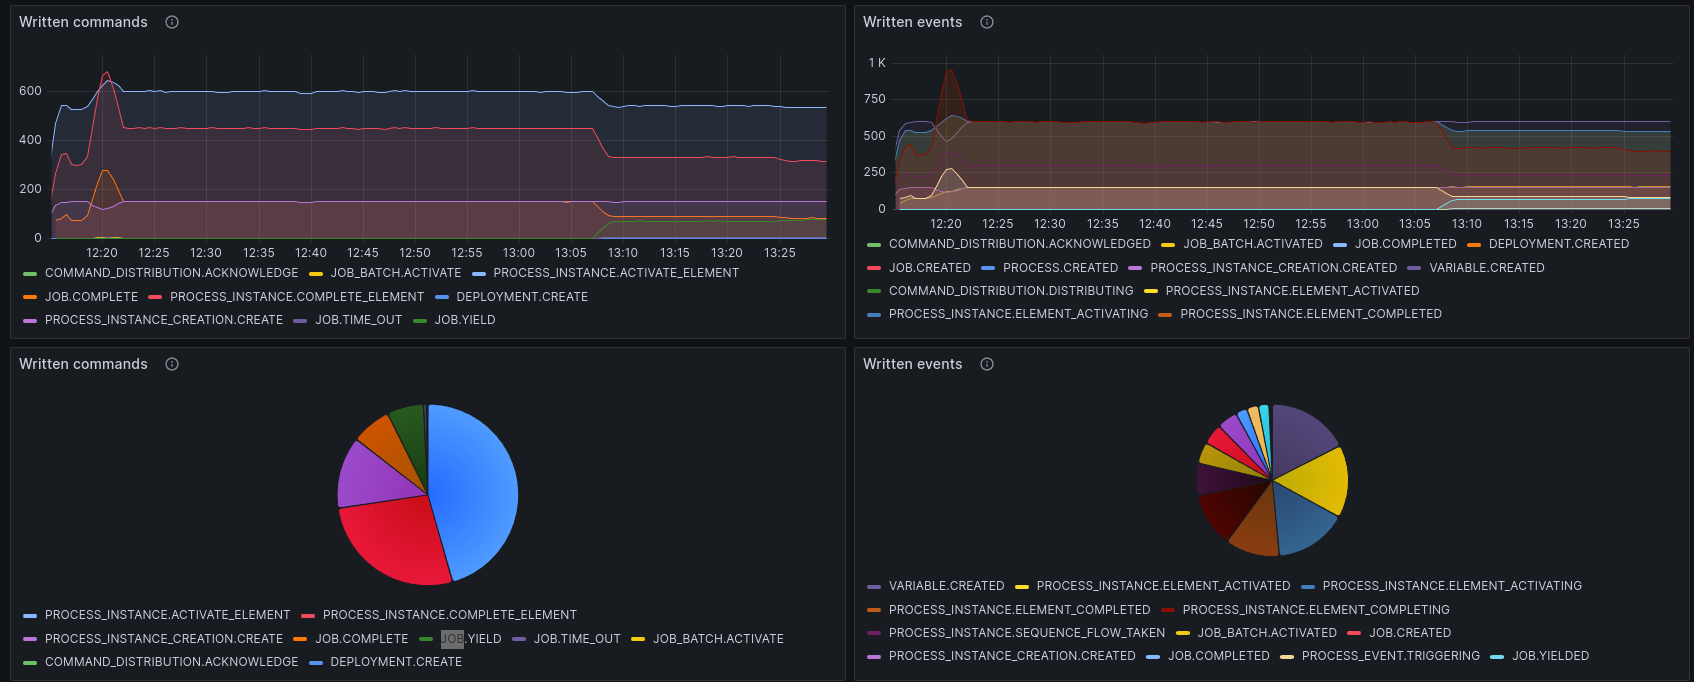 Written commands
600
400
200
0
12:20 12:25 12:30 12:35 12:40 12:45 12:50 12:55 13:00 13:05 13:10 13:15 13:20 13:25
COMMAND_DISTRIBUTION.ACKNOWLEDGE JOB_BATCH.ACTIVATE PROCESS_INSTANCE.ACTIVATE_ELEMENT
JOB.COMPLETE PROCESS_INSTANCE.COMPLETE_ELEMENT DEPLOYMENT.CREATE
PROCESS_INSTANCE_CREATION.CREATE JOB.TIME_OUT JOB.YIELD
Written events
1 K
750
500
250
0
12:20 12:25 12:30 12:35 12:40 12:45 12:50 12:55 13:00 13:05 13:10 13:15 13:20 13:25
COMMAND_DISTRIBUTION.ACKNOWLEDGED JOB_BATCH.ACTIVATED JOB.COMPLETED DEPLOYMENT.CREATED
JOB.CREATED PROCESS.CREATED PROCESS_INSTANCE_CREATION.CREATED VARIABLE.CREATED
COMMAND_DISTRIBUTION.DISTRIBUTING PROCESS_INSTANCE.ELEMENT_ACTIVATED
PROCESS_INSTANCE.ELEMENT_ACTIVATING PROCESS_INSTANCE.ELEMENT_COMPLETED
Written commands
PROCESS_INSTANCE.ACTIVATE_ELEMENT PROCESS_INSTANCE.COMPLETE_ELEMENT
PROCESS_INSTANCE_CREATION.CREATE JOB.COMPLETE JOB.YIELD JOB.TIME_OUT JOB_BATCH.ACTIVATE
COMMAND_DISTRIBUTION.ACKNOWLEDGE DEPLOYMENT.CREATE
Written events
VARIABLE.CREATED PROCESS_INSTANCE.ELEMENT_ACTIVATED PROCESS_INSTANCE.ELEMENT_ACTIVATING
PROCESS_INSTANCE.ELEMENT_COMPLETED PROCESS_INSTANCE.ELEMENT_COMPLETING
PROCESS_INSTANCE.SEQUENCE_FLOW_TAKEN JOB_BATCH.ACTIVATED JOB.CREATED
PROCESS_INSTANCE_CREATION.CREATED JOB.COMPLETED PROCESS_EVENT.TRIGGERING JOB.YIELDED